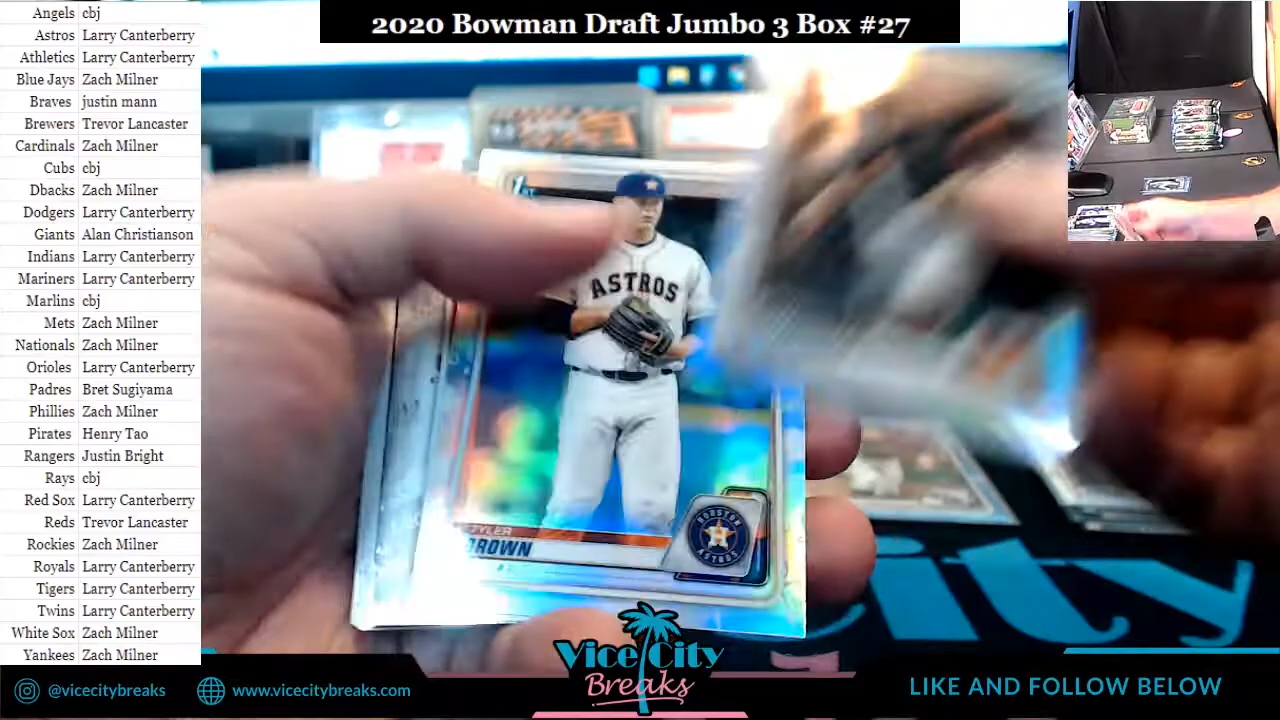 2020 Bowman Draft Jumbo 3 Box #27
Angels cbj
Astros Larry Canterberry
Athletics Larry Canterberry
Blue Jays Zach Milner
Braves justin mann
Brewers Trevor Lancaster
Cardinals Zach Milner
Cubs cbj
Dbacks Zach Milner
Dodgers Larry Canterberry
Giants Alan Christianson
Indians Larry Canterberry
Mariners Larry Canterberry
Marlins cbj
Mets Zach Milner
Nationals Zach Milner
Orioles Larry Canterberry
Padres Bret Sugiyama
Phillies Zach Milner
Pirates Henry Tao
Rangers Justin Bright
Rays cbj
Red Sox Larry Canterberry
Reds Trevor Lancaster
Rockies Zach Milner
Royals Larry Canterberry
Tigers Larry Canterberry
Twins Larry Canterberry
White Sox Zach Milner
Yankees Zach Milner
1st
ASTROS
TYLER
BROWN
HOUSTON
ASTROS
City
Vice City
Breaks
@vicecitybreaks
www.vicecitybreaks.com
LIKE AND FOLLOW BELOW